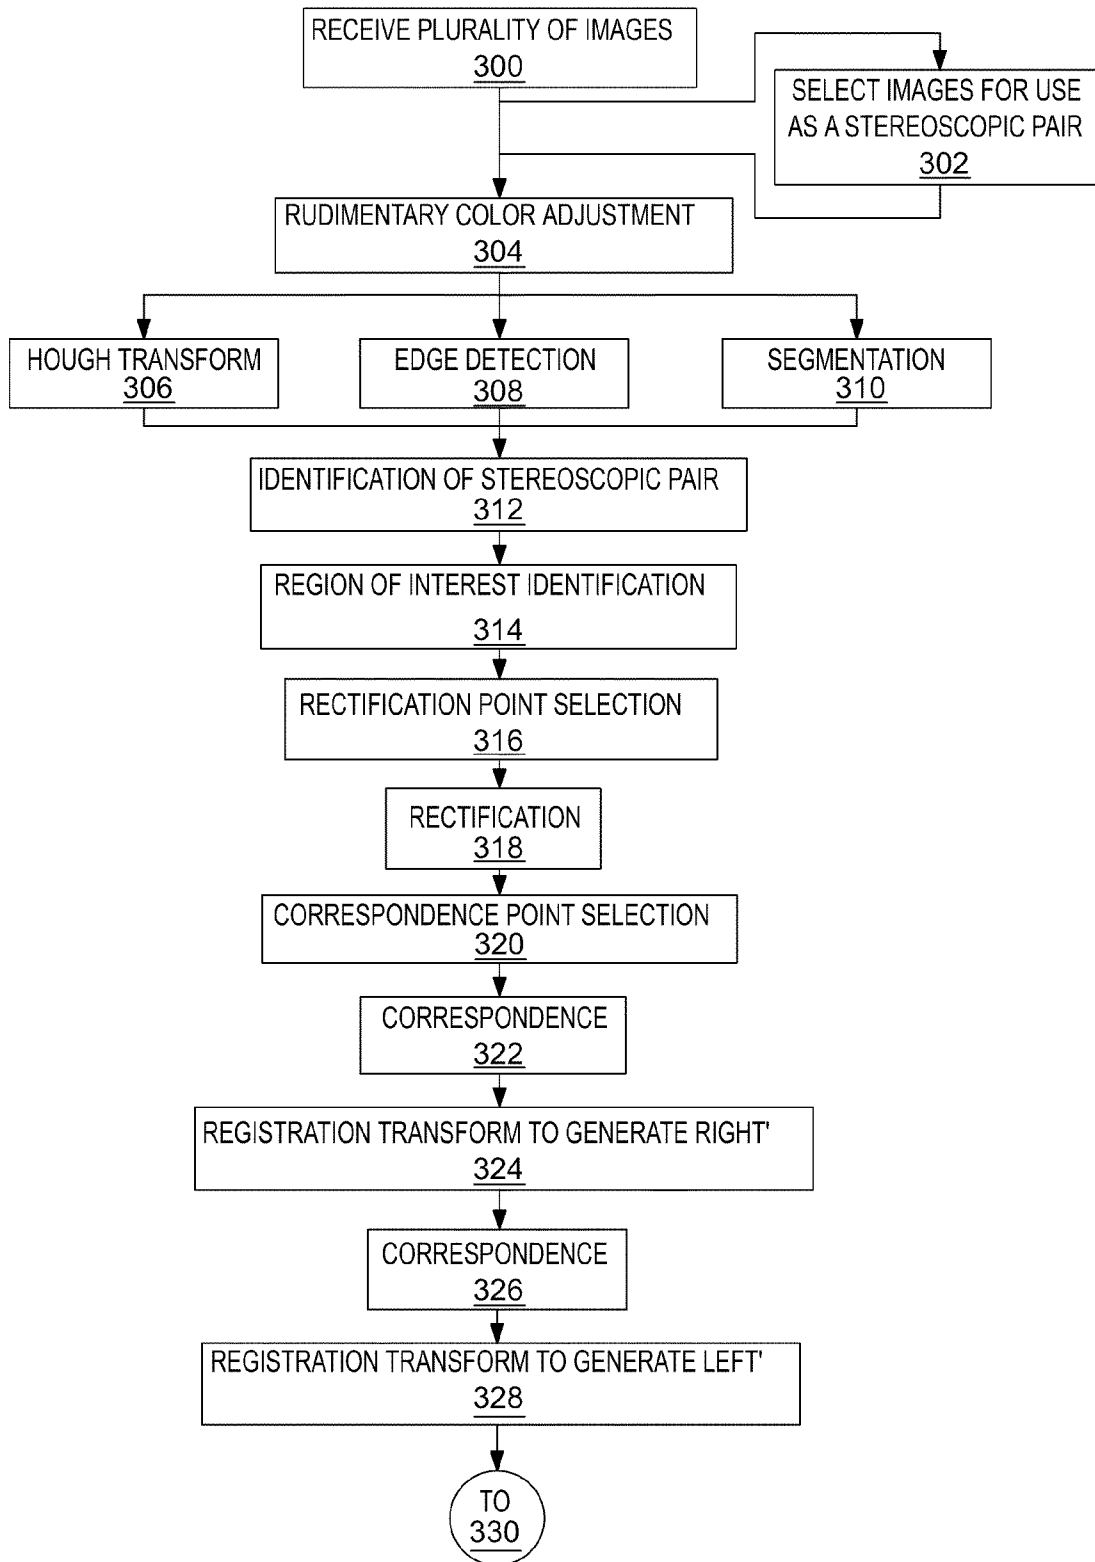 RECEIVE PLURALITY OF IMAGES
300
SELECT IMAGES FOR USE
AS A STEREOSCOPIC PAIR
302
RUDIMENTARY COLOR ADJUSTMENT
304
HOUGH TRANSFORM
306
EDGE DETECTION
308
SEGMENTATION
310
IDENTIFICATION OF STEREOSCOPIC PAIR
312
REGION OF INTEREST IDENTIFICATION
314
RECTIFICATION POINT SELECTION
316
RECTIFICATION
318
CORRESPONDENCE POINT SELECTION
320
CORRESPONDENCE
322
REGISTRATION TRANSFORM TO GENERATE RIGHT'
324
CORRESPONDENCE
326
REGISTRATION TRANSFORM TO GENERATE LEFT'
328
TO
330